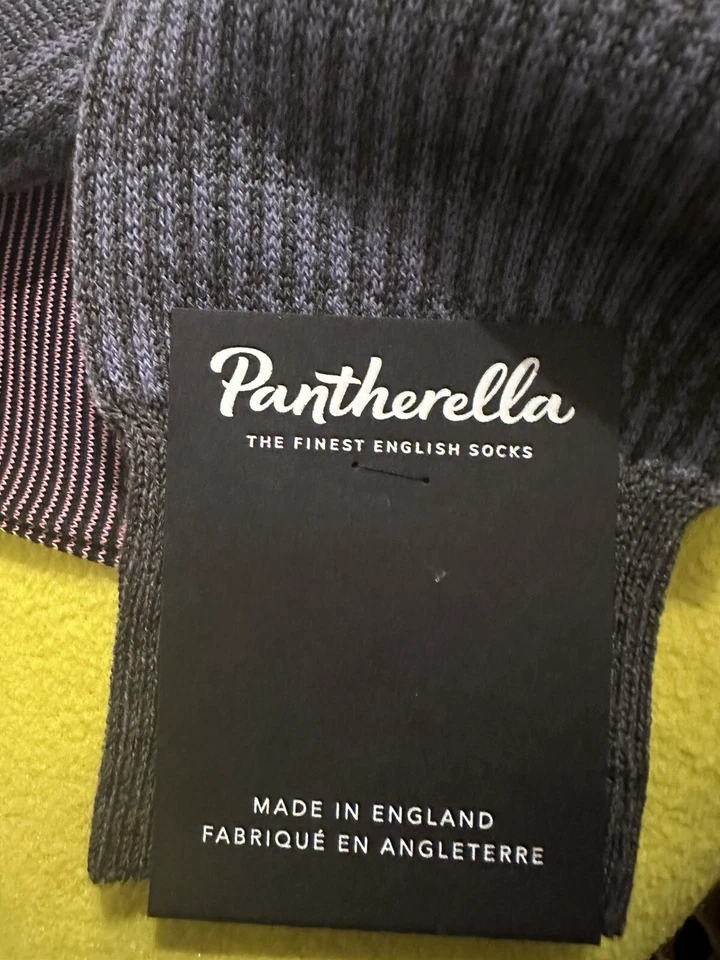 Pantherella
THE FINEST ENGLISH SOCKS
MADE IN ENGLAND
FABRIQUÉ EN ANGLETERRE